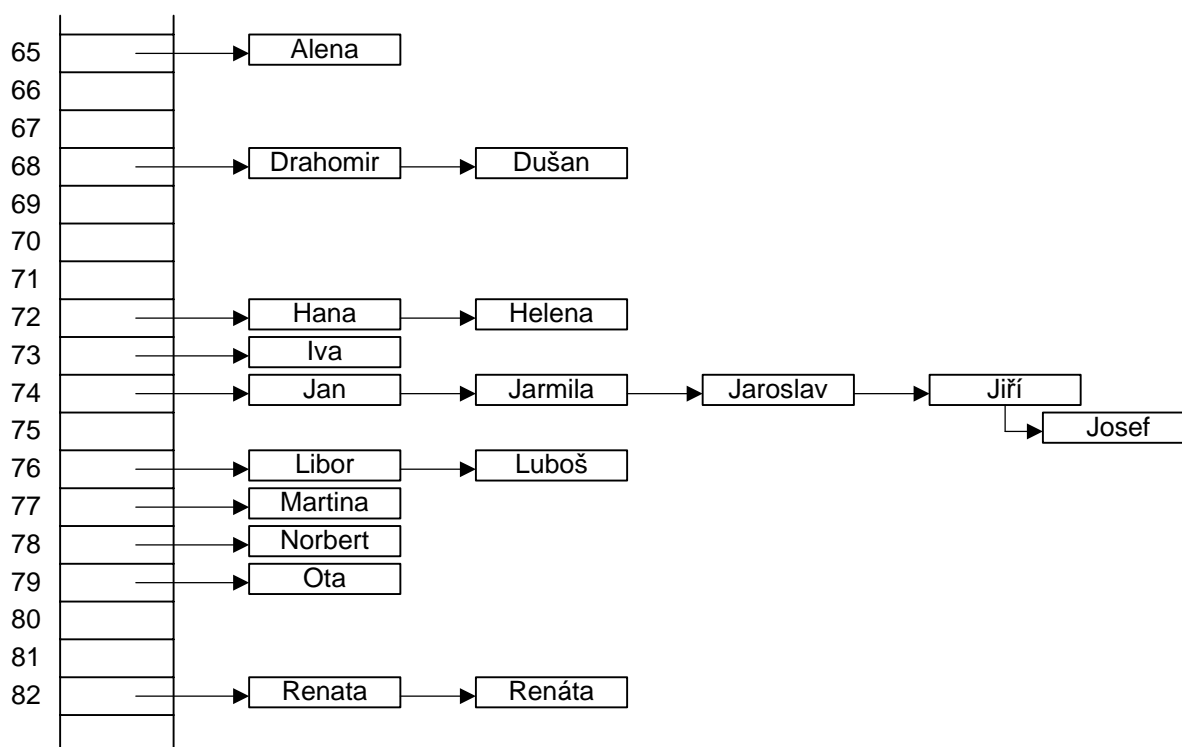 65 Alena
66
67
68 Drahomir Dušan
69
70
71
72 Hana Helena
73 Iva
74 Jan Jarmila Jaroslav Jiří
75 Josef
76 Libor Luboš
77 Martina
78 Norbert
79 Ota
80
81
82 Renata Renáta